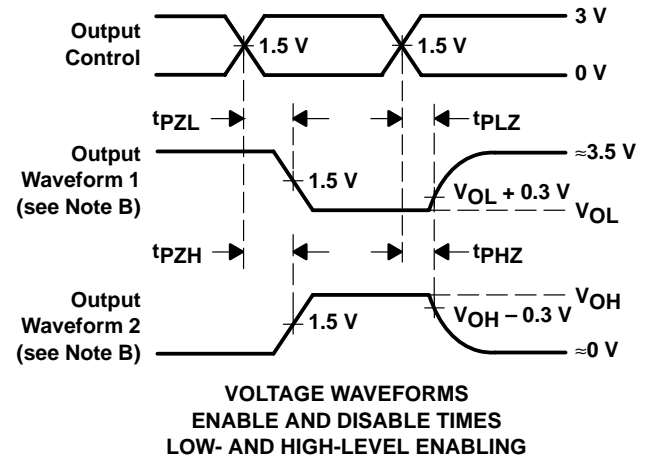 Output
Control
3 V
1.5 V
1.5 V
0 V
tPZL
tPLZ
Output
Waveform 1
(see Note B)
≈3.5 V
1.5 V
VOL + 0.3 V
VOL
tPZH
tPHZ
Output
Waveform 2
(see Note B)
VOH
VOH – 0.3 V
1.5 V
≈0 V
VOLTAGE WAVEFORMS
ENABLE AND DISABLE TIMES
LOW- AND HIGH-LEVEL ENABLING